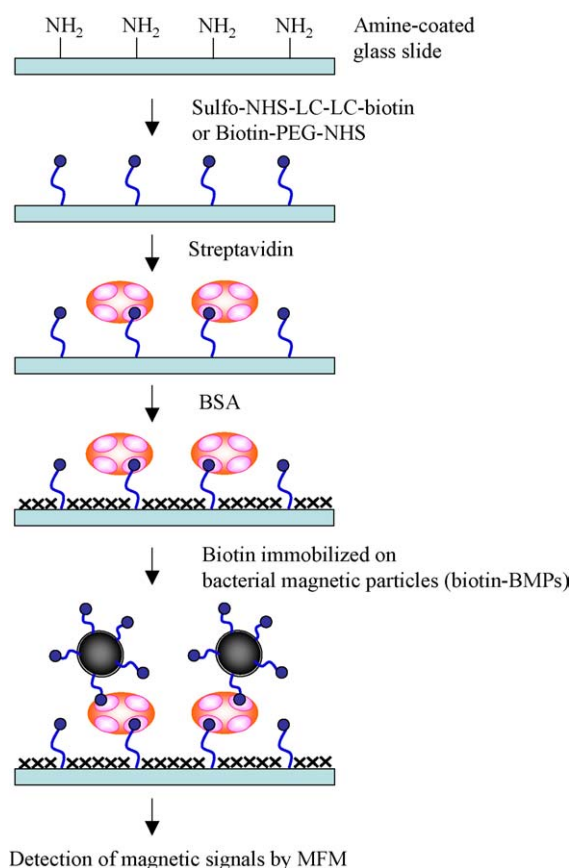 NH2 NH2 NH2 NH2
Amine-coated
glass slide
Sulfo-NHS-LC-LC-biotin
or Biotin-PEG-NHS
Streptavidin
BSA
Biotin immobilized on
bacterial magnetic particles (biotin-BMPs)
Detection of magnetic signals by MFM